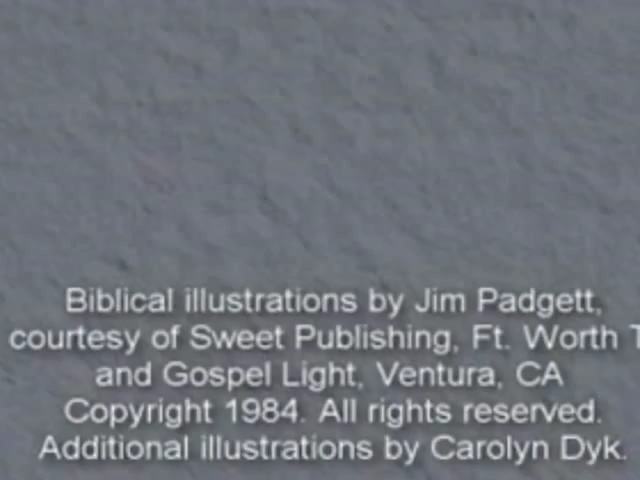 Biblical illustrations by Jim Padgett,
courtesy of Sweet Publishing, Ft. Worth T
and Gospel Light, Ventura, CA
Copyright 1984. All rights reserved.
Additional illustrations by Carolyn Dyk.